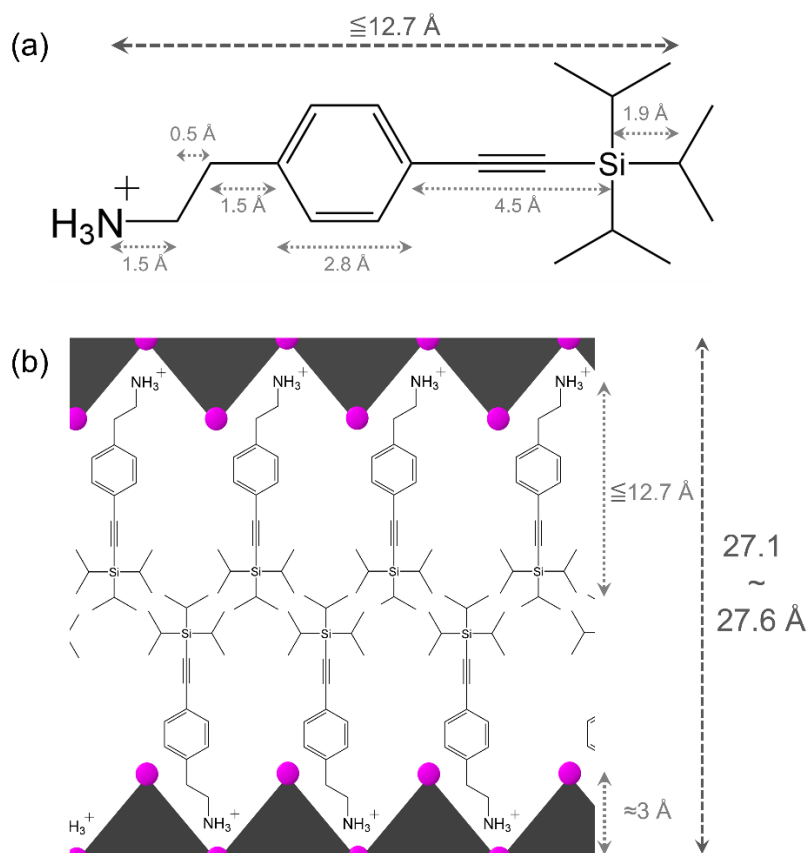 ≦12.7 Å
(a)
1.9 Å
0.5 Å
+
Si
H₃N
1.5 Å
4.5 Å
1.5 Å
2.8 Å
(b)
NH₃⁺ NH₃⁺ NH₃⁺ NH₃⁺
≦12.7 Å
27.1
~
27.6 Å
Si Si Si Si
Si Si Si
≈3 Å
H₃⁺ NH₃⁺ NH₃⁺ NH₃⁺